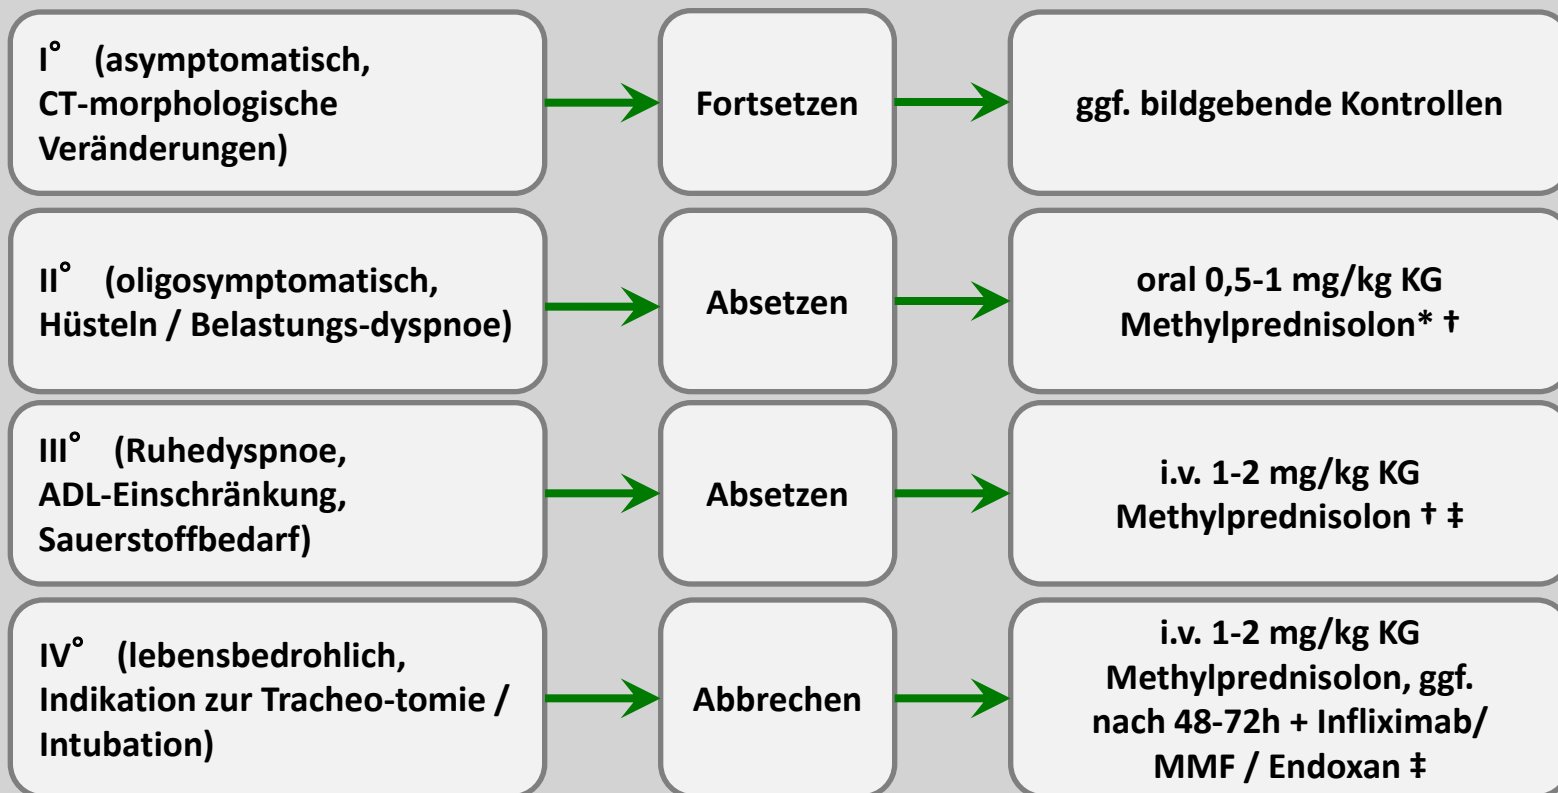 I° (asymptomatisch,
CT-morphologische
Veränderungen)
Fortsetzen
ggf. bildgebende Kontrollen
II° (oligosymptomatisch,
Hüsteln / Belastungs-dyspnoe)
Absetzen
oral 0,5-1 mg/kg KG
Methylprednisolon* †
III° (Ruhedyspnoe,
ADL-Einschränkung,
Sauerstoffbedarf)
Absetzen
i.v. 1-2 mg/kg KG
Methylprednisolon † ‡
IV° (lebensbedrohlich,
Indikation zur Tracheo-tomie /
Intubation)
Abbrechen
i.v. 1-2 mg/kg KG
Methylprednisolon, ggf.
nach 48-72h + Infliximab/
MMF / Endoxan ‡